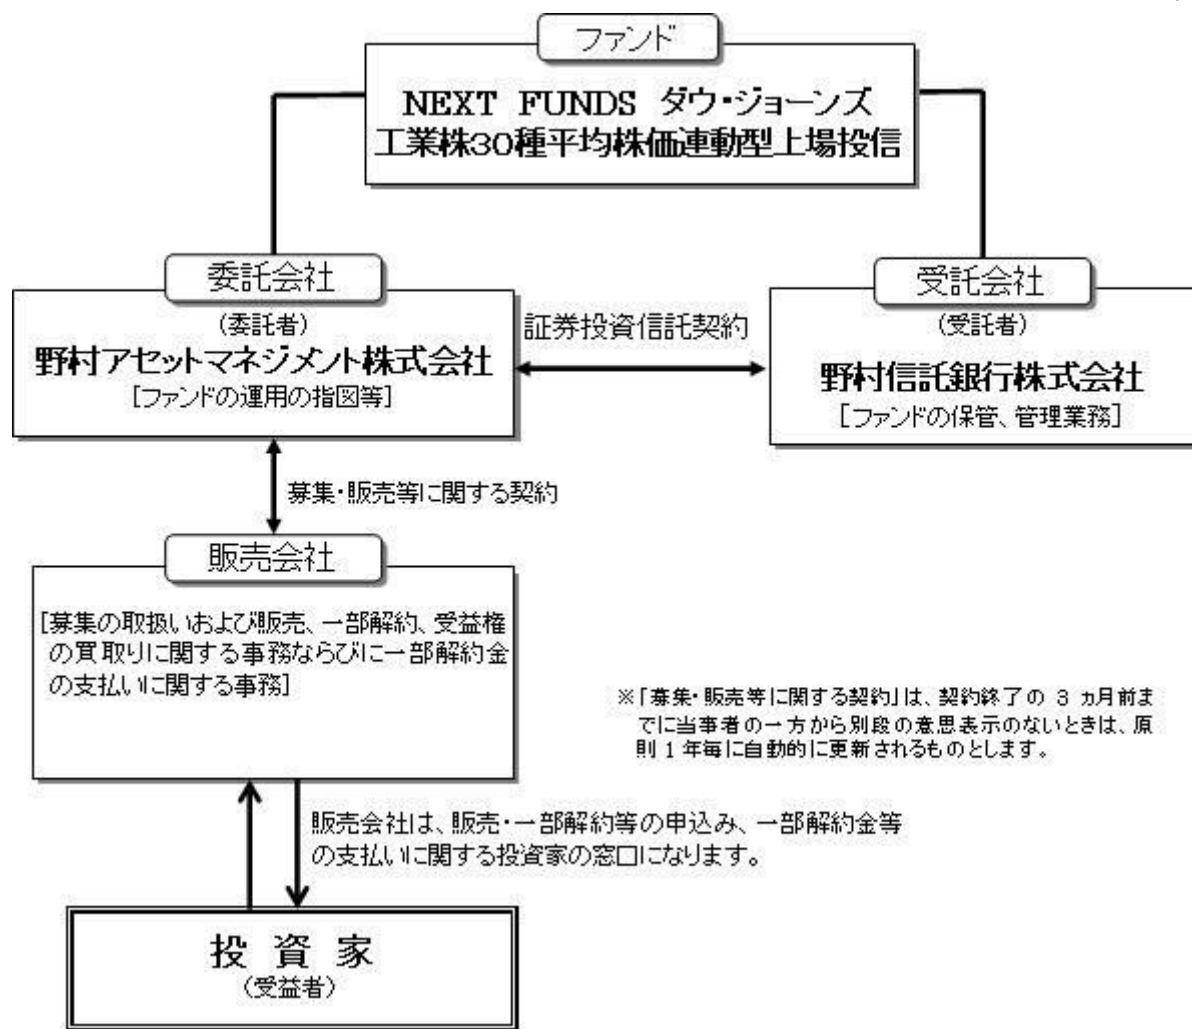 ファンド
NEXT FUNDS ダウ・ジョーンズ
工業株30種平均株価連動型上場投信
委託会社
(委託者)
野村アセットマネジメント株式会社
[ファンドの運用の指図等]
証券投資信託契約
受託会社
(受託者)
野村信託銀行株式会社
[ファンドの保管、管理業務]
募集・販売等に関する契約
販売会社
[募集の取扱いおよび販売、一部解約、受益権
の買取りに関する事務ならびに一部解約金
の支払いに関する事務]
※「募集・販売等に関する契約」は、契約終了の 3 ヵ月前ま
でに当事者の一方から別段の意思表示のないときは、原
則 1 年毎に自動的に更新されるものとします。
販売会社は、販売・一部解約等の申込み、一部解約金等
の支払いに関する投資家の窓口になります。
投 資 家
(受益者)